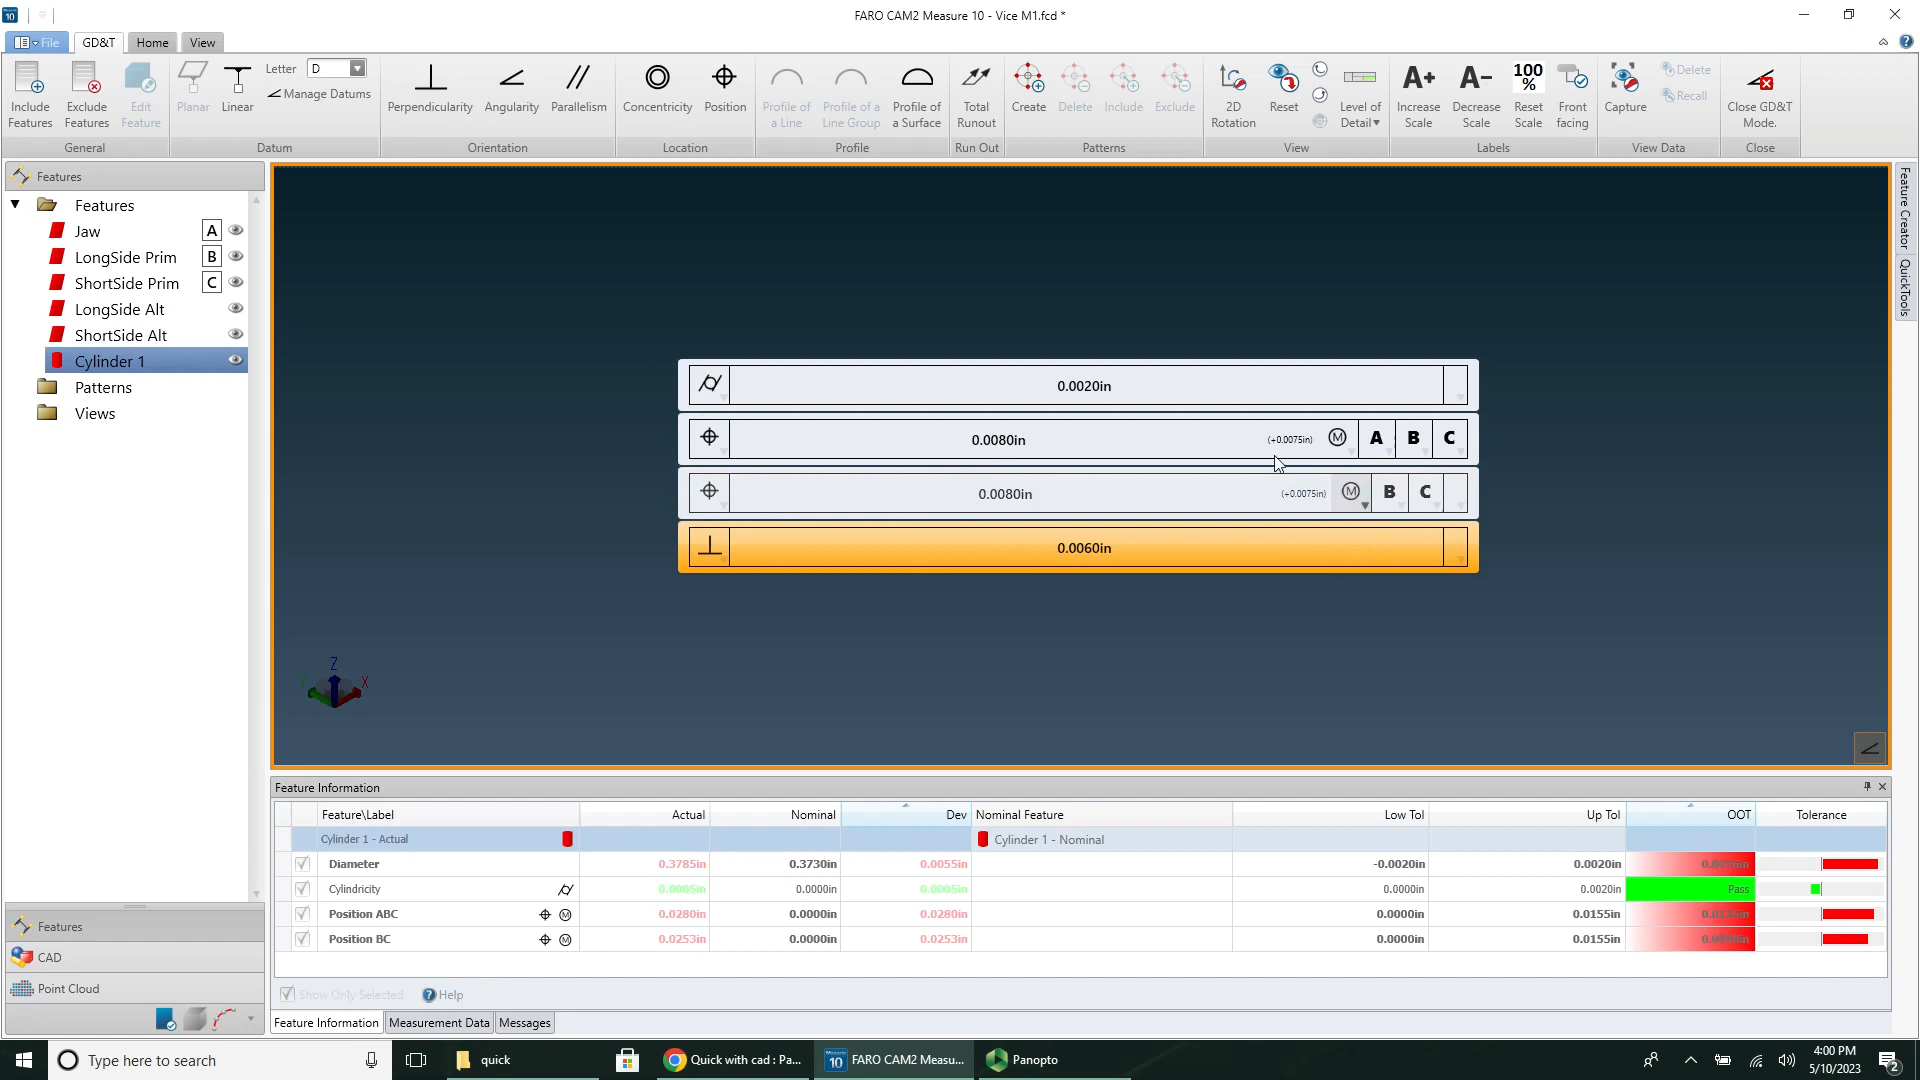 10
FARO CAM2 Measure 10 - Vice M1.fcd *
File
GD&T
Home
View
Include Features
Exclude Features
Edit Feature
General
Planar
Linear
Letter
D
Manage Datums
Datum
Perpendicularity
Angularity
Parallelism
Orientation
Concentricity
Position
Location
Profile of a Line
Profile of a Line Group
Profile of a Surface
Profile
Total Runout
Run Out
Create
Delete
Include
Exclude
Patterns
2D Rotation
Reset
Level of Detail
View
A+
Increase Scale
A-
Decrease Scale
100 %
Reset Scale
Front facing
Labels
Capture
Delete
Recall
View Data
Close GD&T Mode.
Close
Features
Features
Jaw A
LongSide Prim B
ShortSide Prim C
LongSide Alt
ShortSide Alt
Cylinder 1
Patterns
Views
Feature Creator
QuickTools
0.0020in
0.0080in (+0.0075in) M A B C
0.0080in (+0.0075in) M B C
0.0060in
Z
Y
X
Features
CAD
Point Cloud
Feature Information
Feature\Label Actual Nominal Dev Nominal Feature Low Tol Up Tol OOT Tolerance
Cylinder 1 - Actual Cylinder 1 - Nominal
Diameter 0.3785in 0.3730in 0.0055in -0.0020in 0.0020in
Cylindricity 0.0005in 0.0000in 0.0005in 0.0000in 0.0020in Pass
Position ABC M 0.0280in 0.0000in 0.0280in 0.0000in 0.0155in
Position BC M 0.0253in 0.0000in 0.0253in 0.0000in 0.0155in
Show Only Selected
Help
Feature Information
Measurement Data
Messages
Type here to search
quick
Quick with cad : Pa...
10
FARO CAM2 Measu...
Panopto
4:00 PM
5/10/2023
2